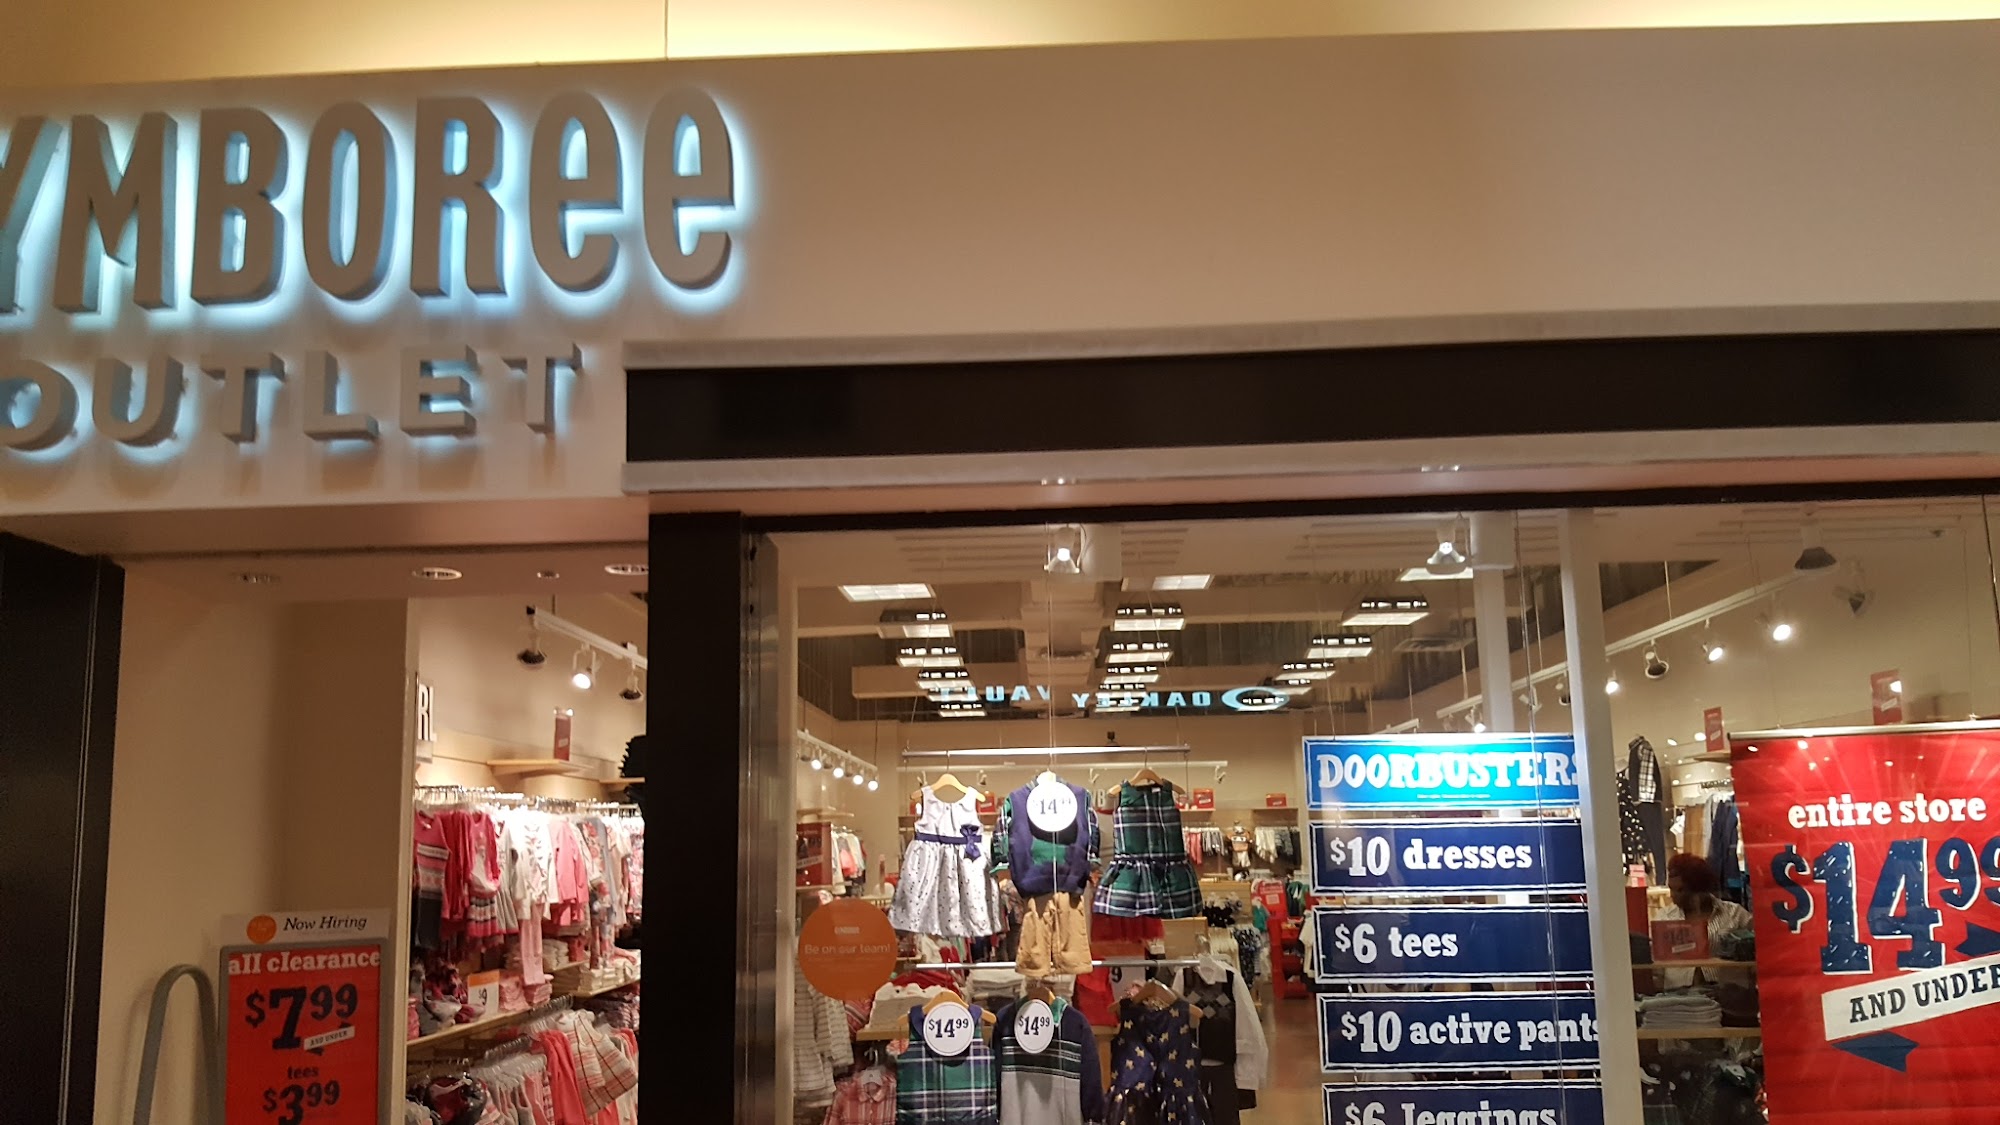 YMBOREE
OUTLET
OAKLEY VAULT
RL
Now Hiring
all clearance
$7.99
AND UNDER
tees
$3.99
$9
Be on our team!
$14.99
$14.99
$14.99
DOORBUSTERS
$10 dresses
$6 tees
$10 active pants
$6 leggings
entire store
$14.99
AND UNDER